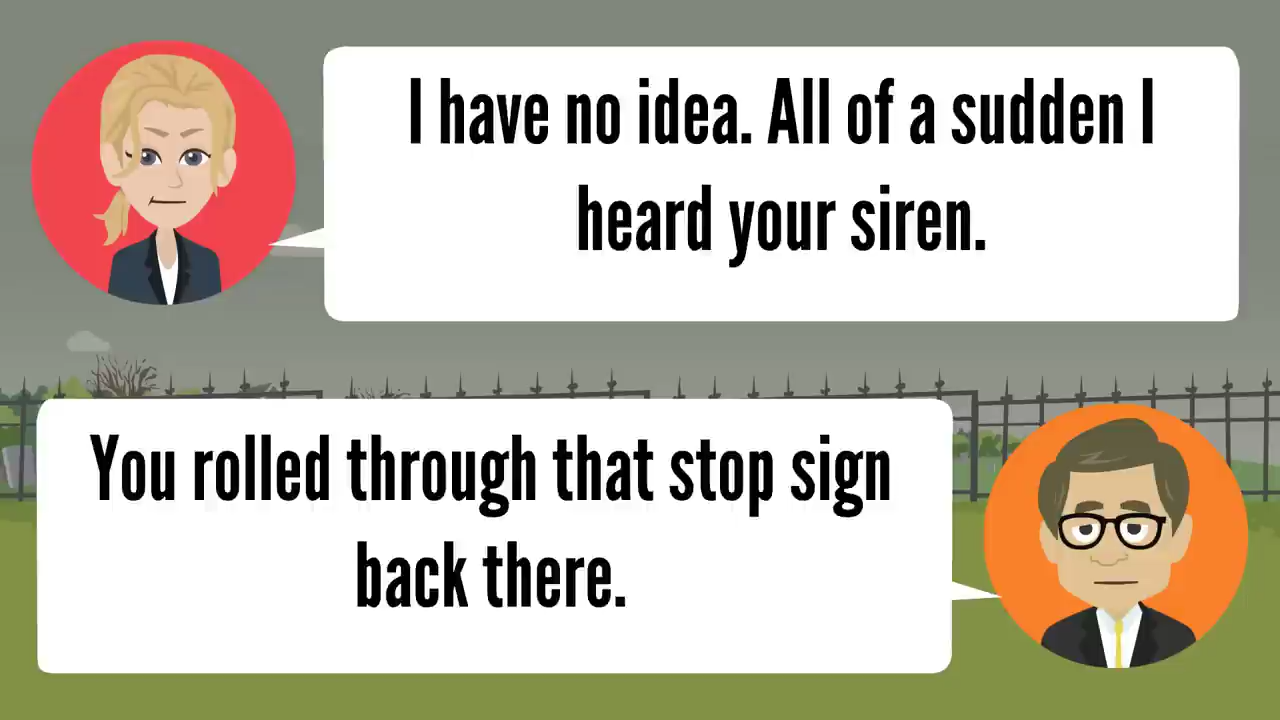 I have no idea. All of a sudden I
heard your siren.
You rolled through that stop sign
back there.